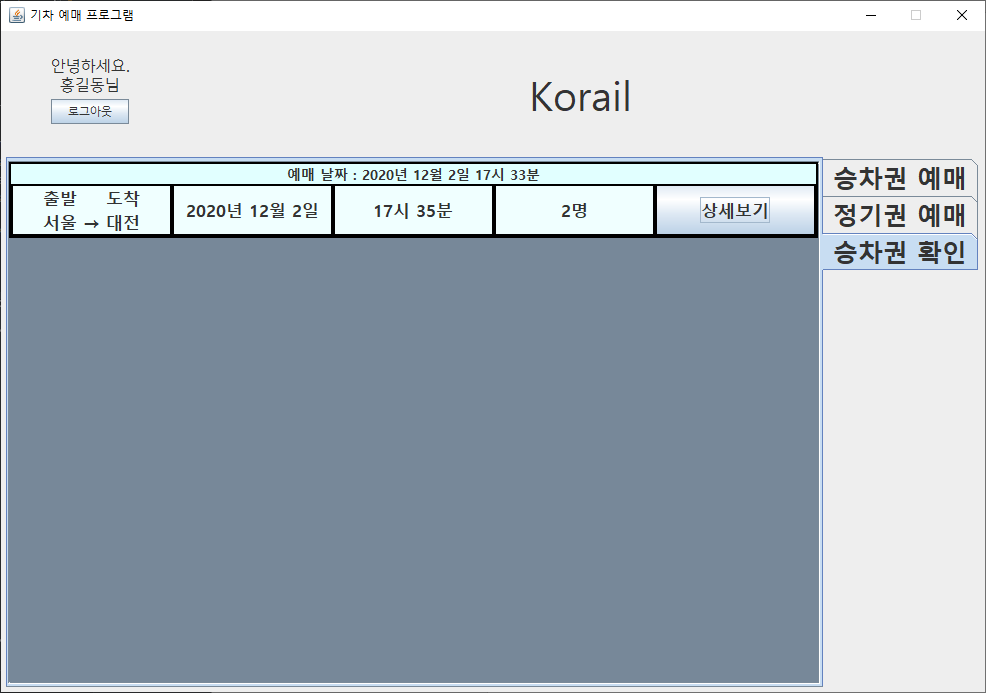 기차 예매 프로그램
안녕하세요.
홍길동님
로그아웃
Korail
예매 날짜 : 2020년 12월 2일 17시 33분
출발 도착
서울 → 대전
2020년 12월 2일
17시 35분
2명
상세보기
승차권 예매
정기권 예매
승차권 확인